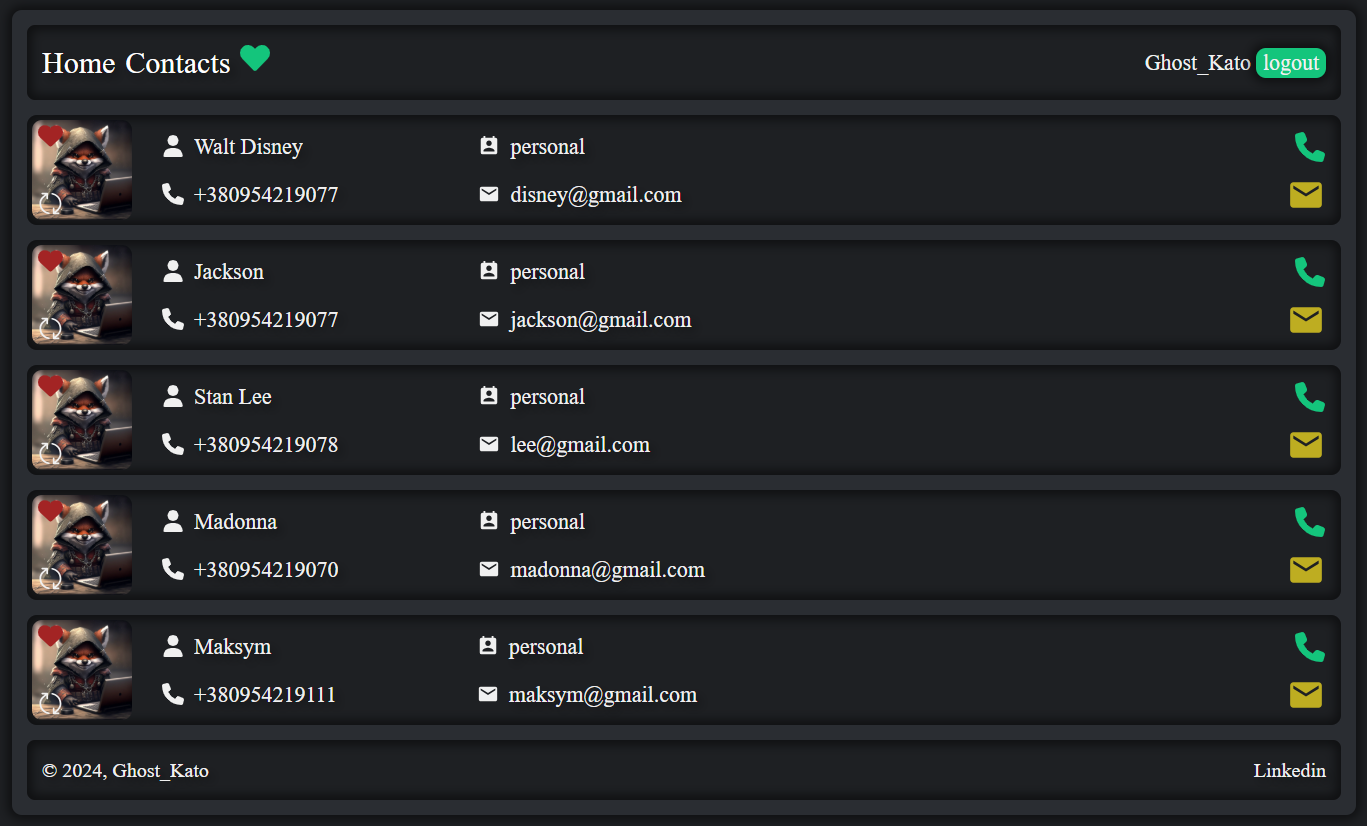 Home Contacts Ghost_Kato logout
Walt Disney personal
+380954219077 disney@gmail.com
Jackson personal
+380954219077 jackson@gmail.com
Stan Lee personal
+380954219078 lee@gmail.com
Madonna personal
+380954219070 madonna@gmail.com
Maksym personal
+380954219111 maksym@gmail.com
© 2024, Ghost_Kato Linkedin